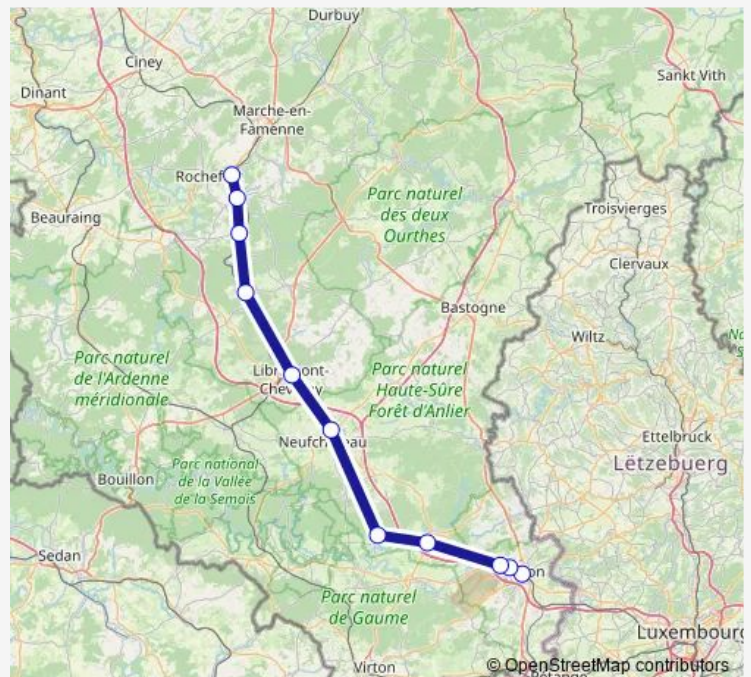 Durbuy
Ciney
Sankt Vith
Dinant
Marche-en-
Famenne
Parc naturel
des deux
Ourthes
Troisvierges
Beauraing
Clervaux
Bastogne
Wiltz
Parc naturel
de l'Ardenne
méridionale
Parc naturel
Haute-Sûre
Forêt d'Anlier
Ettelbruck
Lëtzebuerg
Parc national
de la Vallée
de la Semois
Bouillon
Sedan
Parc naturel
de Gaume
Luxembourg
Virton
© OpenStreetMap contributors